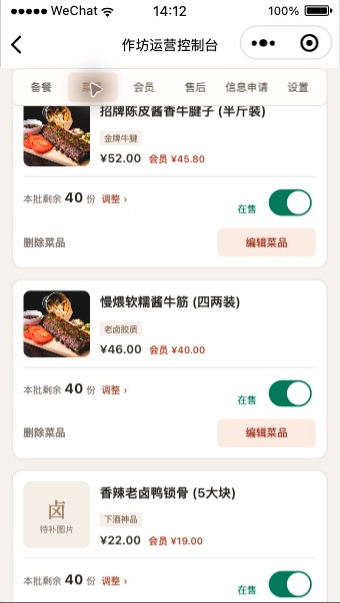 WeChat 14:12 100%
作坊运营控制台
备餐 会员 售后 信息申请 设置
招牌陈皮酱香牛腱子 (半斤装)
金牌牛腱
¥52.00 会员 ¥45.80
本批剩余 40 份 调整 ›
在售
删除菜品 编辑菜品
慢煨软糯酱牛筋 (四两装)
老卤胶质
¥46.00 会员 ¥40.00
本批剩余 40 份 调整 ›
在售
删除菜品 编辑菜品
卤
待补图片
香辣老卤鸭锁骨 (5大块)
下酒神品
¥22.00 会员 ¥19.00
本批剩余 40 份 调整 ›
在售